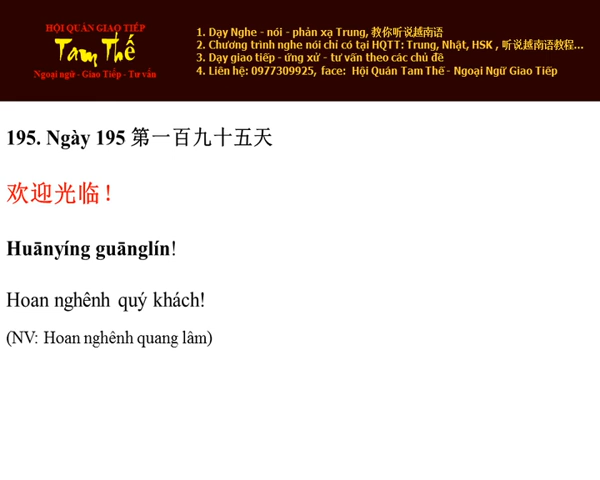 HỘI QUÁN GIAO TIẾP
Tam Thế
Ngoại ngữ - Giao Tiếp - Tư vấn
1. Dạy Nghe - nói - phản xạ Trung, 教你听说越南语
2. Chương trình nghe nói chỉ có tại HQTT: Trung, Nhật, HSK , 听说越南语教程...
3. Dạy giao tiếp - ứng xử - tư vấn theo các chủ đề
4. Liên hệ: 0977309925, face: Hội Quán Tam Thế - Ngoại Ngữ Giao Tiếp
195. Ngày 195 第一百九十五天
欢迎光临！
Huānyíng guānglín!
Hoan nghênh quý khách!
(NV: Hoan nghênh quang lâm)